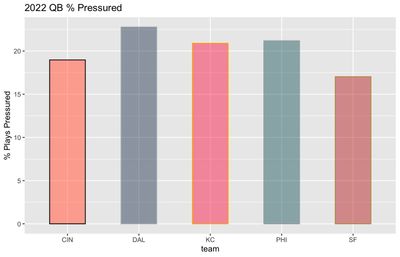 2022 QB % Pressured
% Plays Pressured
20
15
10
5
0
CIN DAL KC PHI SF
team